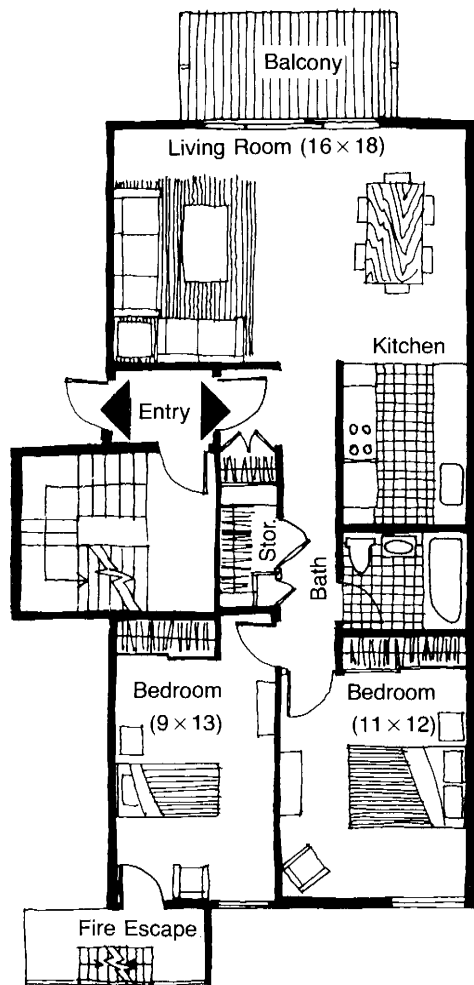 Balcony
Living Room (16 × 18)
Kitchen
Entry
Stor.
Bath
Bedroom
(9 × 13)
Bedroom
(11 × 12)
Fire Escape